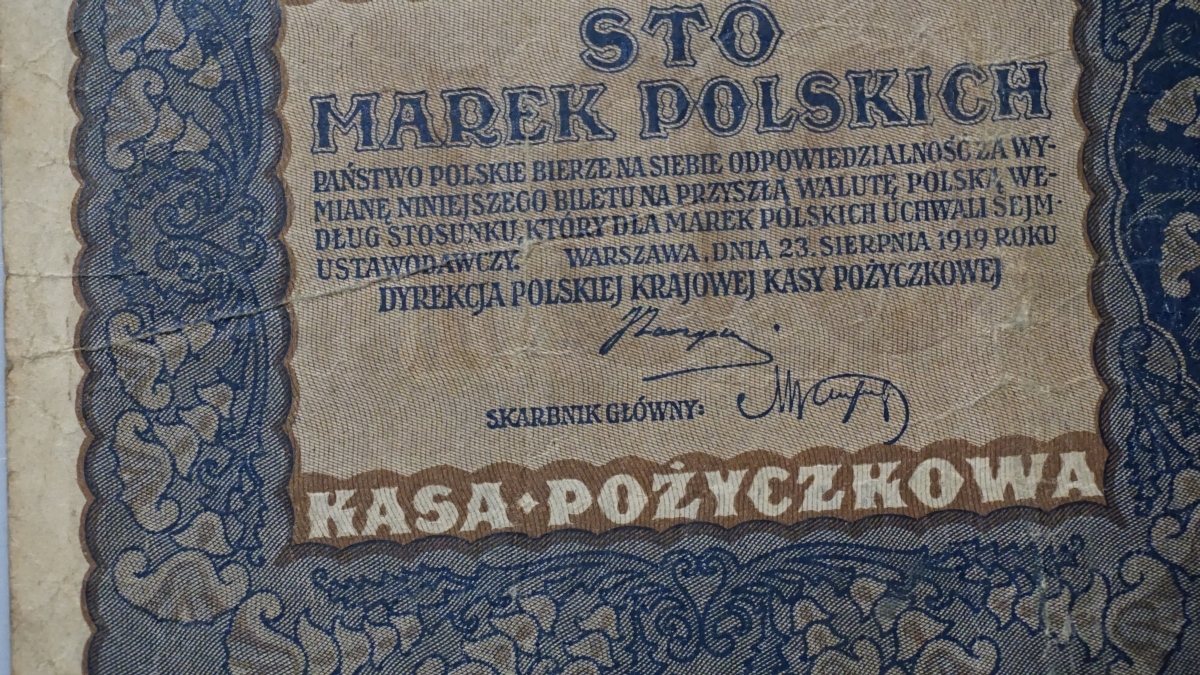 STO
MAREK POLSKICH
PAŃSTWO POLSKIE BIERZE NA SIEBIE ODPOWIEDZIALNOŚĆ ZA WY-
MIANĘ NINIEJSZEGO BILETU NA PRZYSZŁĄ WALUTĘ POLSKĄ WE-
DŁUG STOSUNKU, KTÓRY DLA MAREK POLSKICH UCHWALI SEJM
USTAWODAWCZY. WARSZAWA, DNIA 23. SIERPNIA 1919 ROKU
DYREKCJA POLSKIEJ KRAJOWEJ KASY POŻYCZKOWEJ
SKARBNIK GŁÓWNY:
KASA POŻYCZKOWA